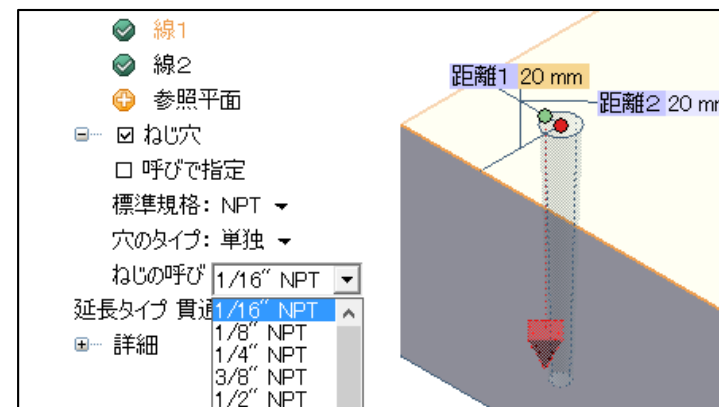 線1
線2
参照平面
ねじ穴
呼びで指定
標準規格: NPT
穴のタイプ: 単独
ねじの呼び 1/16″ NPT
延長タイプ 貫通
1/16″ NPT
1/8″ NPT
詳細
1/4″ NPT
3/8″ NPT
1/2″ NPT
距離1 20 mm
距離2 20 mm